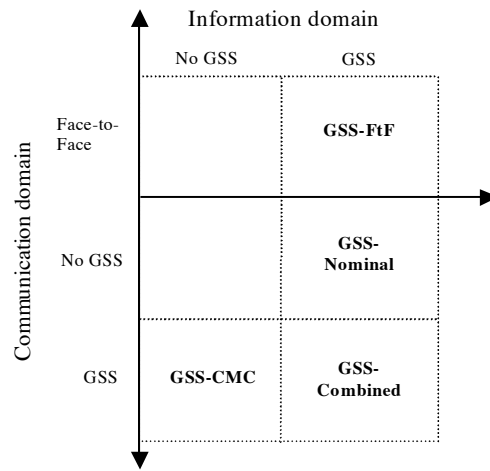 Information domain
No GSS
GSS
Communication domain
Face-to-
Face
GSS-FtF
No GSS
GSS-
Nominal
GSS
GSS-CMC
GSS-
Combined